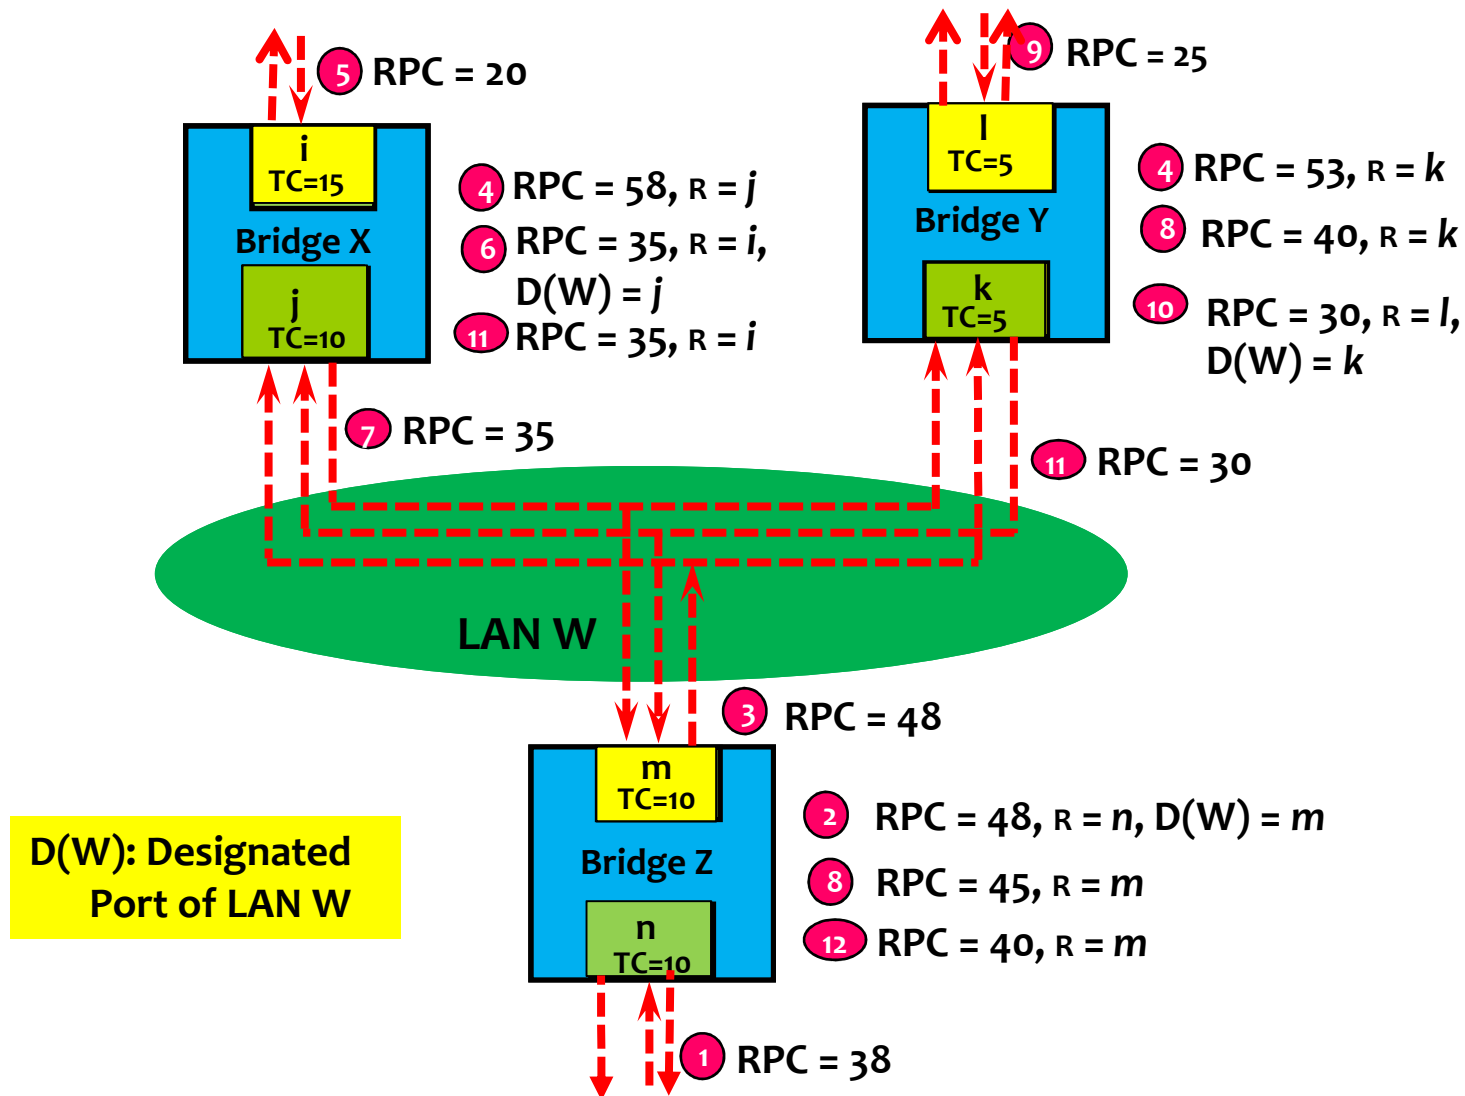 5 RPC = 20
9 RPC = 25
i
TC=15
Bridge X
j
TC=10
4 RPC = 58, R = j
6 RPC = 35, R = i,
D(W) = j
11 RPC = 35, R = i
l
TC=5
Bridge Y
k
TC=5
4 RPC = 53, R = k
8 RPC = 40, R = k
10 RPC = 30, R = l,
D(W) = k
7 RPC = 35
11 RPC = 30
LAN W
3 RPC = 48
m
TC=10
Bridge Z
n
TC=10
2 RPC = 48, R = n, D(W) = m
8 RPC = 45, R = m
12 RPC = 40, R = m
D(W): Designated
Port of LAN W
1 RPC = 38